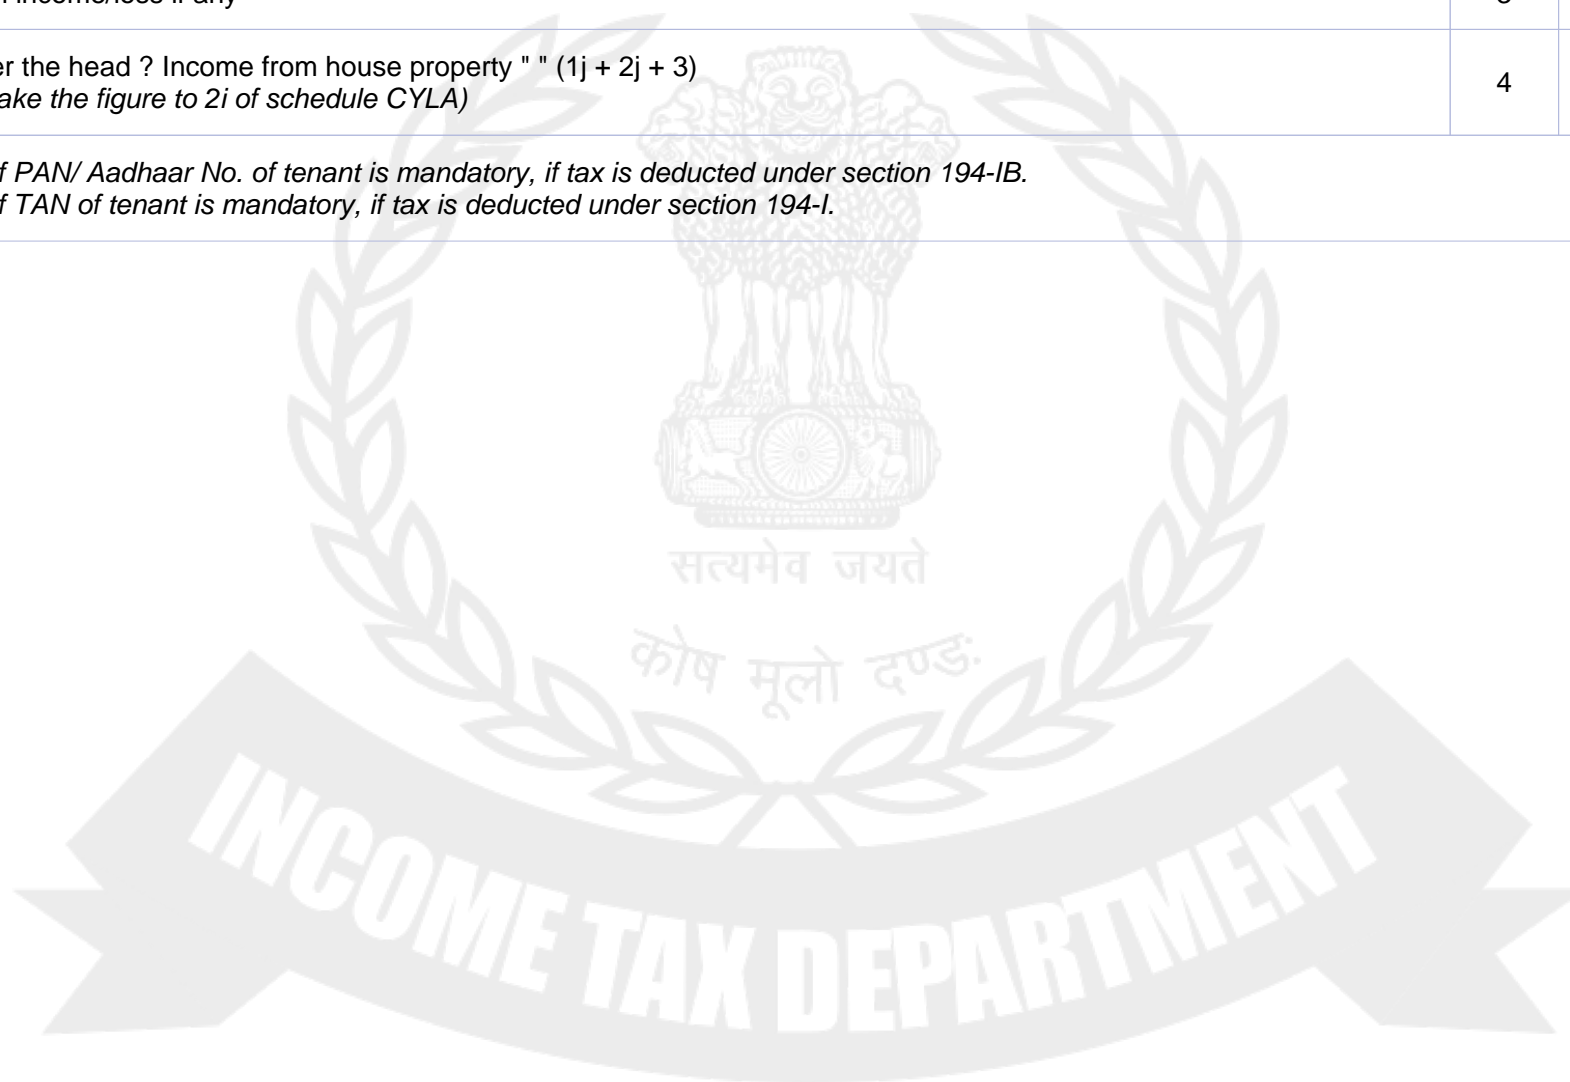 income/loss if any
er the head ? Income from house property " " (1j + 2j + 3)
4
ake the figure to 2i of schedule CYLA)
f PAN/ Aadhaar No. of tenant is mandatory, if tax is deducted under section 194-IB.
f TAN of tenant is mandatory, if tax is deducted under section 194-I.
सत्यमेव जयते
कोष मूलो दण्डः
INCOME TAX DEPARTMENT